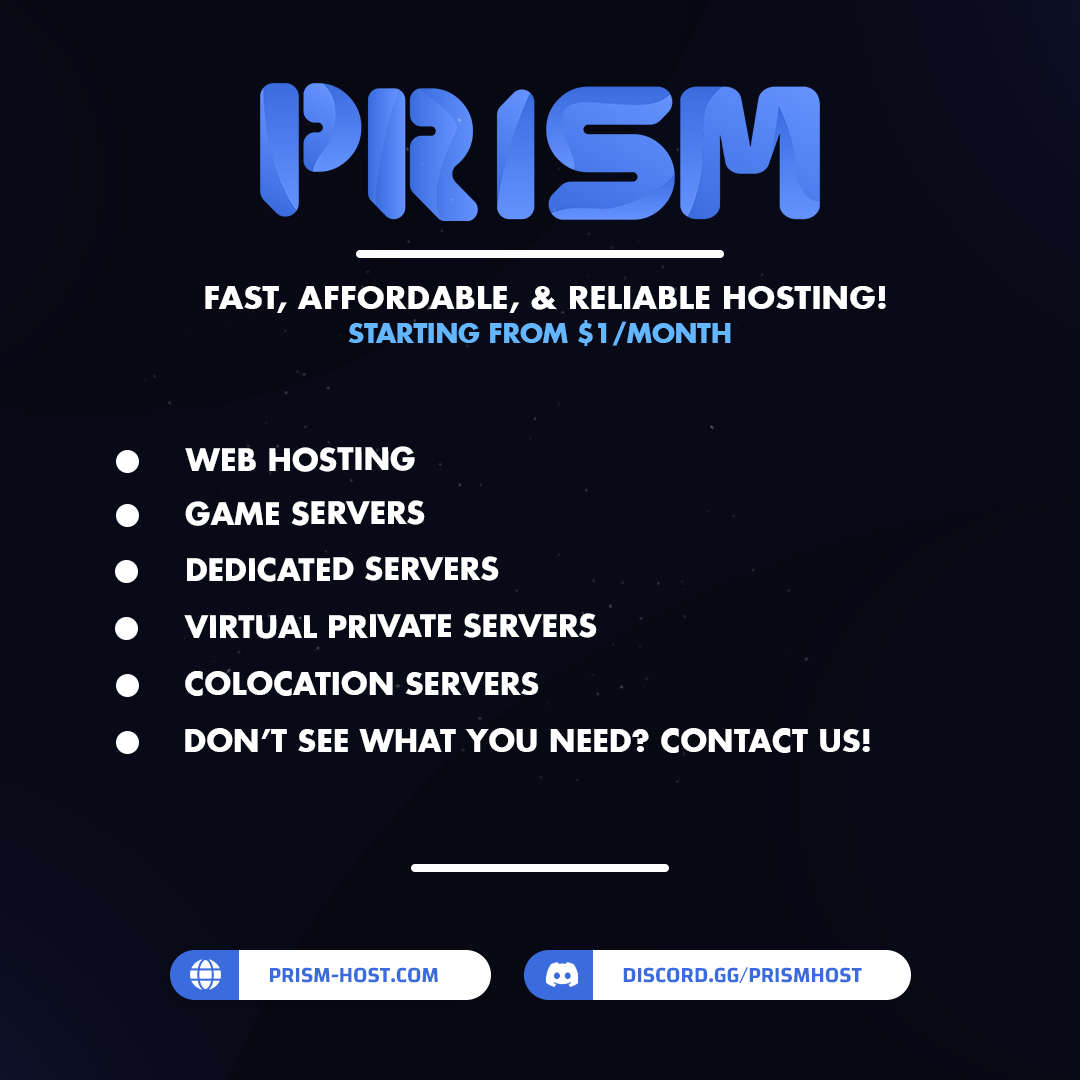 PRISM
FAST, AFFORDABLE, & RELIABLE HOSTING!
STARTING FROM $1/MONTH
WEB HOSTING
GAME SERVERS
DEDICATED SERVERS
VIRTUAL PRIVATE SERVERS
COLOCATION SERVERS
DON’T SEE WHAT YOU NEED? CONTACT US!
PRISM-HOST.COM
DISCORD.GG/PRISMHOST